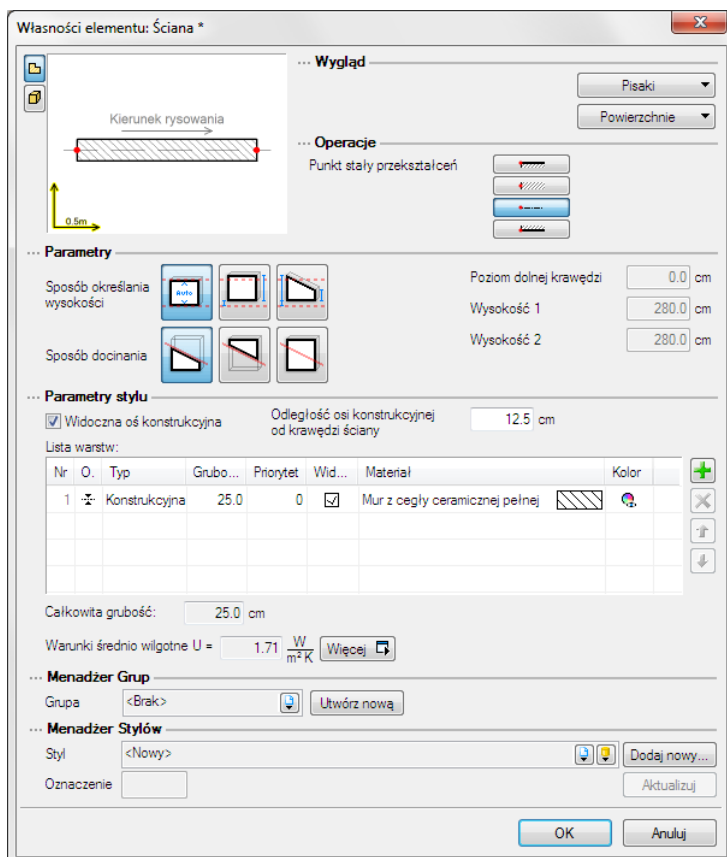 Własności elementu: Ściana *
Wygląd
Pisaki
Powierzchnie
Kierunek rysowania
0.5m
Operacje
Punkt stały przekształceń
Parametry
Sposób określania
wysokości
Auto
Poziom dolnej krawędzi 0.0 cm
Wysokość 1 280.0 cm
Wysokość 2 280.0 cm
Sposób docinania
Parametry stylu
Widoczna oś konstrukcyjna
Odległość osi konstrukcyjnej
od krawędzi ściany
12.5 cm
Lista warstw:
Nr O. Typ Grubo... Priorytet Wid... Materiał Kolor
1 Konstrukcyjna 25.0 0 Mur z cegły ceramicznej pełnej
Całkowita grubość: 25.0 cm
Warunki średnio wilgotne U = 1.71 W/m² K Więcej
Menadżer Grup
Grupa <Brak> Utwórz nową
Menadżer Stylów
Styl <Nowy> Dodaj nowy...
Oznaczenie Aktualizuj
OK Anuluj